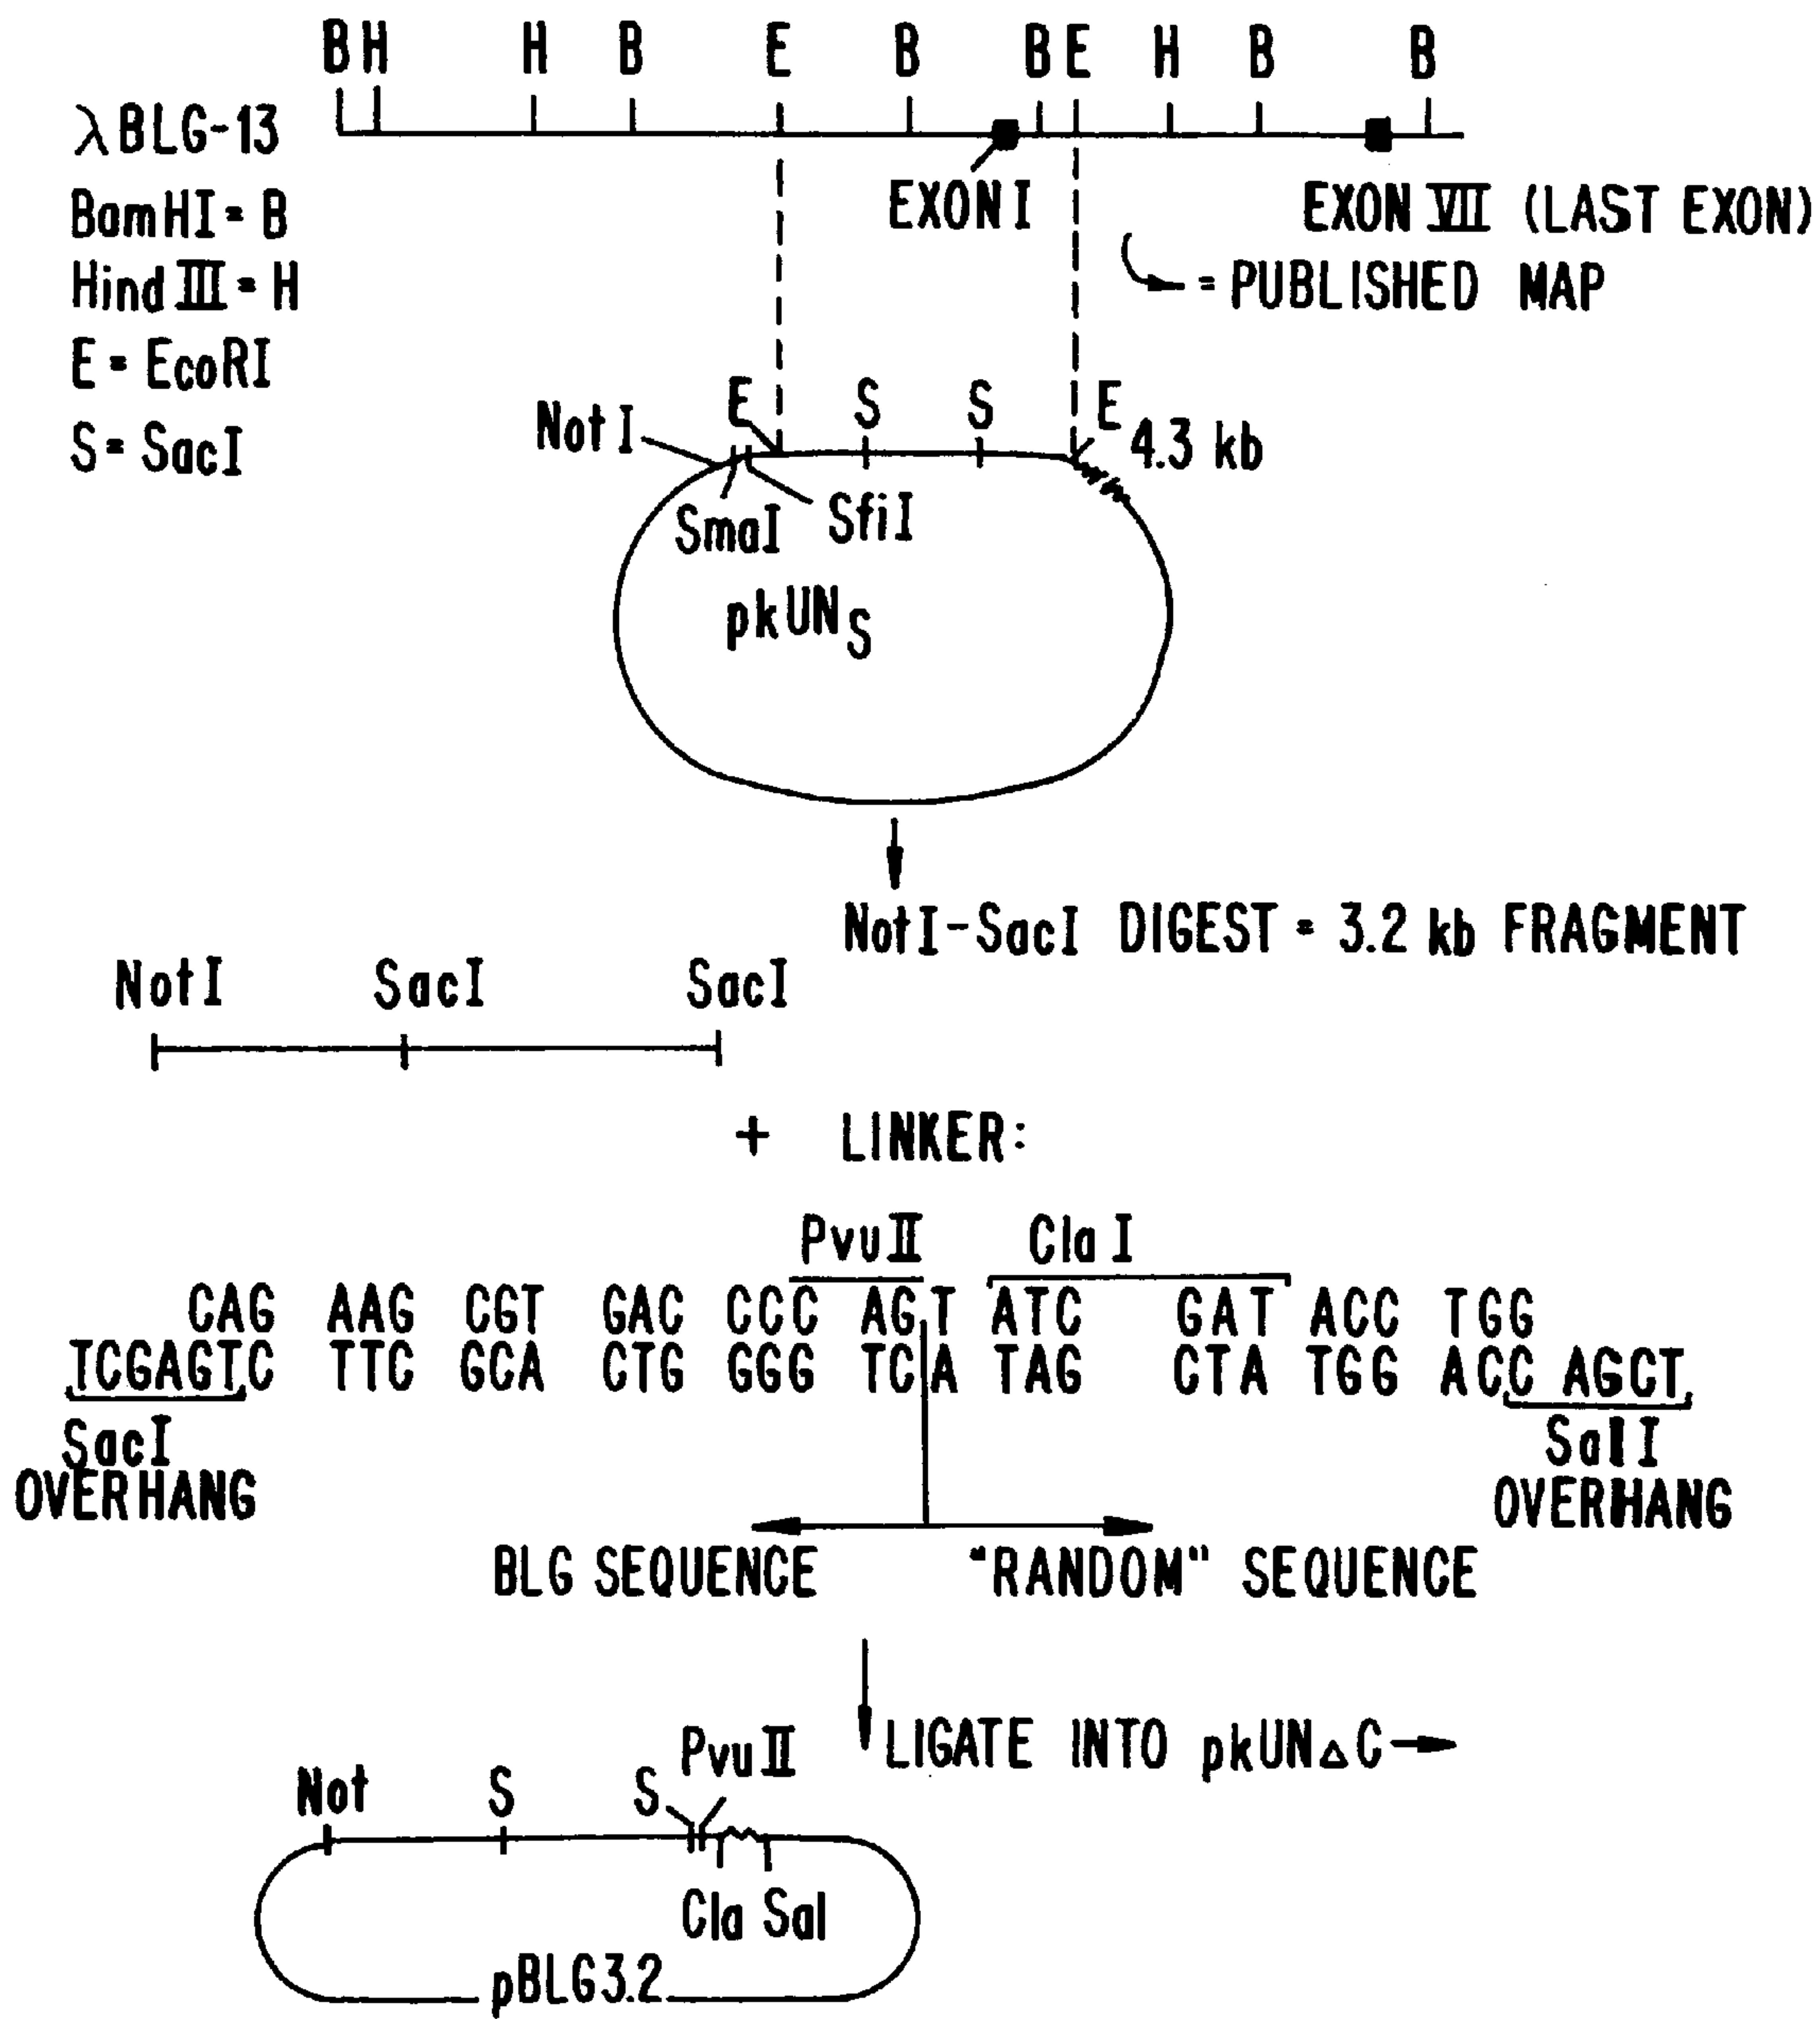 B H H B E B B E H B B
λBLG-13
EXON I
EXON VII (LAST EXON)
= PUBLISHED MAP
BamHI = B
Hind III = H
E = EcoRI
S = SacI
NotI
E S S E
4.3 kb
SmaI SfiI
pkUNS
NotI-SacI DIGEST = 3.2 kb FRAGMENT
NotI SacI SacI
+ LINKER:
PvuII ClaI
CAG AAG CGT GAC CCC AGT ATC GAT ACC TGG
TCGAGTC TTC GCA CTG GGG TCA TAG CTA TGG ACC AGCT
SacI
OVERHANG
SalI
OVERHANG
BLG SEQUENCE "RANDOM" SEQUENCE
LIGATE INTO pkUN△C
PvuII
Not S S
Cla Sal
pBLG3.2